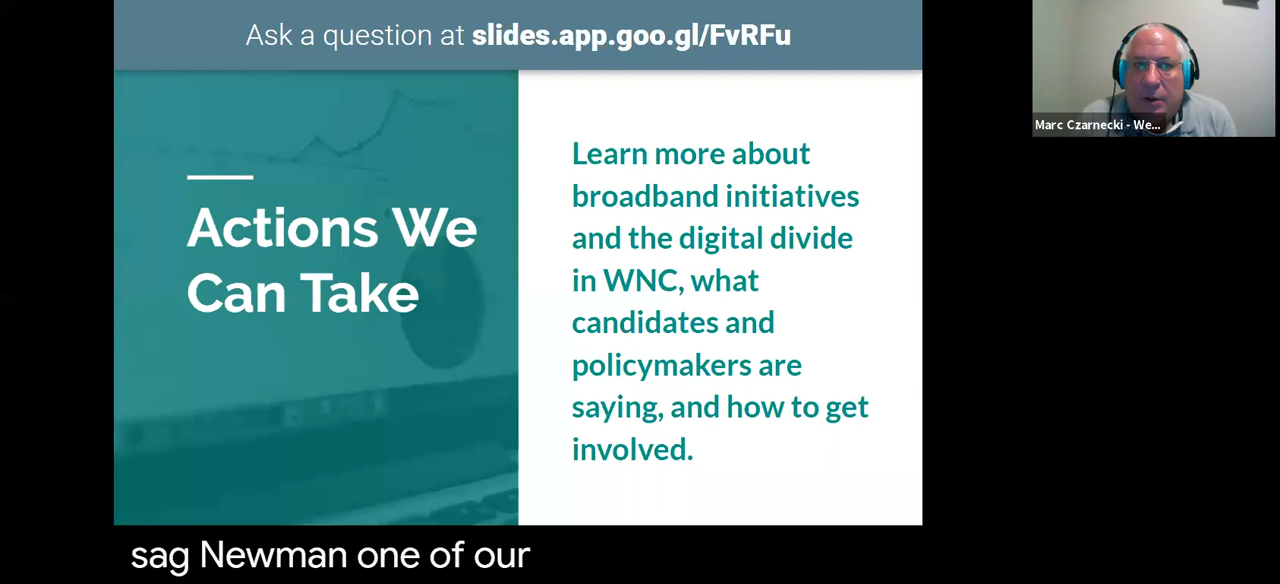 Ask a question at slides.app.goo.gl/FvRFu
Marc Czarnecki - We...
Actions We
Can Take
Learn more about
broadband initiatives
and the digital divide
in WNC, what
candidates and
policymakers are
saying, and how to get
involved.
sag Newman one of our